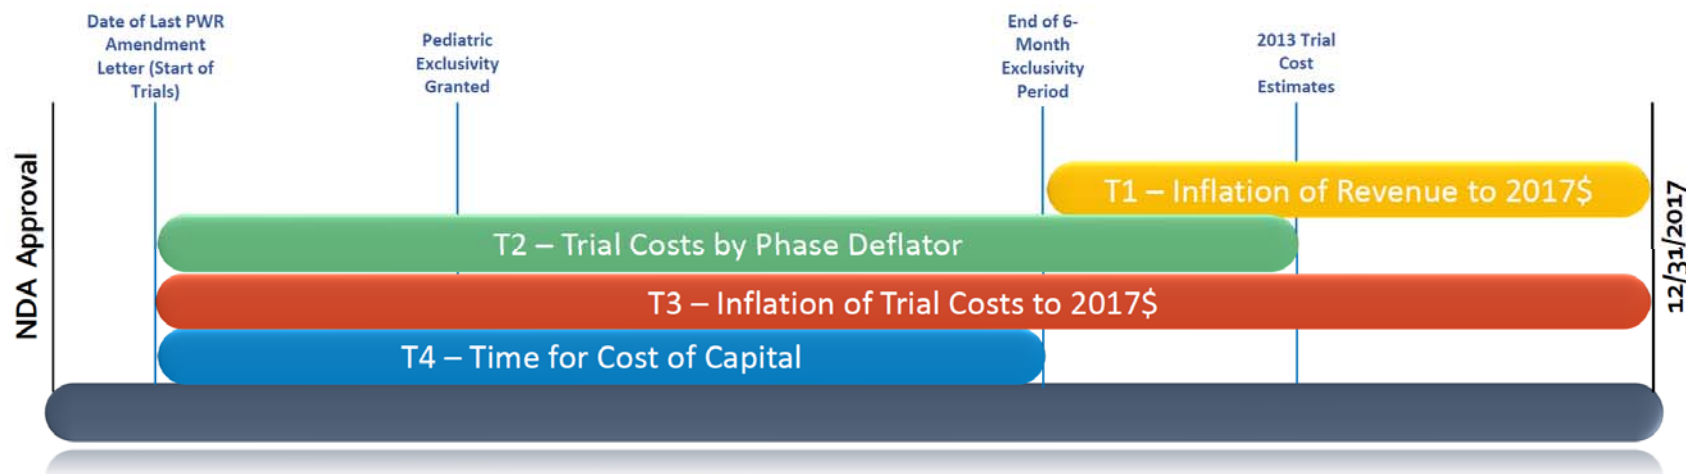 Date of Last PWR
Amendment
Letter (Start of
Trials)
Pediatric
Exclusivity
Granted
End of 6-
Month
Exclusivity
Period
2013 Trial
Cost
Estimates
NDA Approval
T1 – Inflation of Revenue to 2017$
T2 – Trial Costs by Phase Deflator
T3 – Inflation of Trial Costs to 2017$
T4 – Time for Cost of Capital
12/31/2017